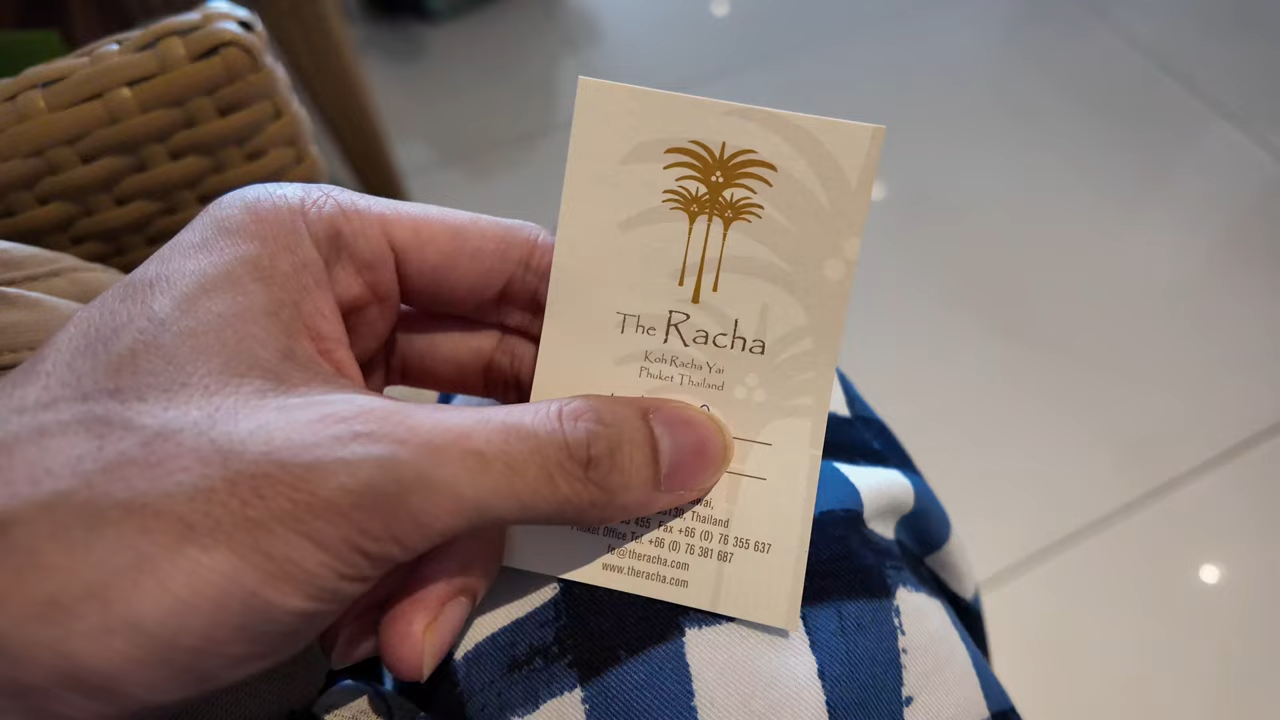 The Racha
Koh Racha Yai
Phuket Thailand
Thailand
455 Fax +66 (0) 76 355 637
Phuket Office Tel. +66 (0) 76 381 687
fo@theracha.com
www.theracha.com